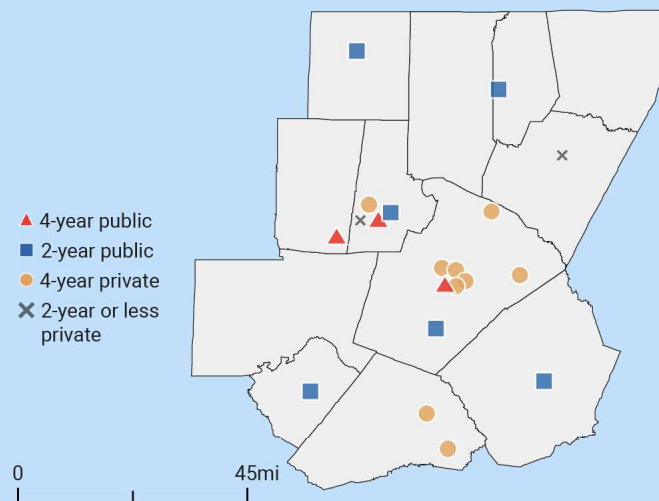 4-year public
2-year public
4-year private
2-year or less
private
0
45mi